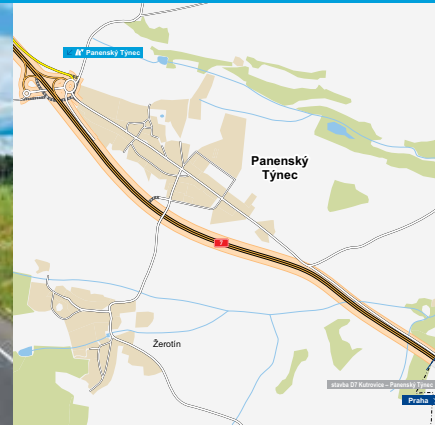 Panenský Týnec
Panenský
Týnec
7
Žerotín
stavba D7 Kutrovice – Panenský Týnec
Praha